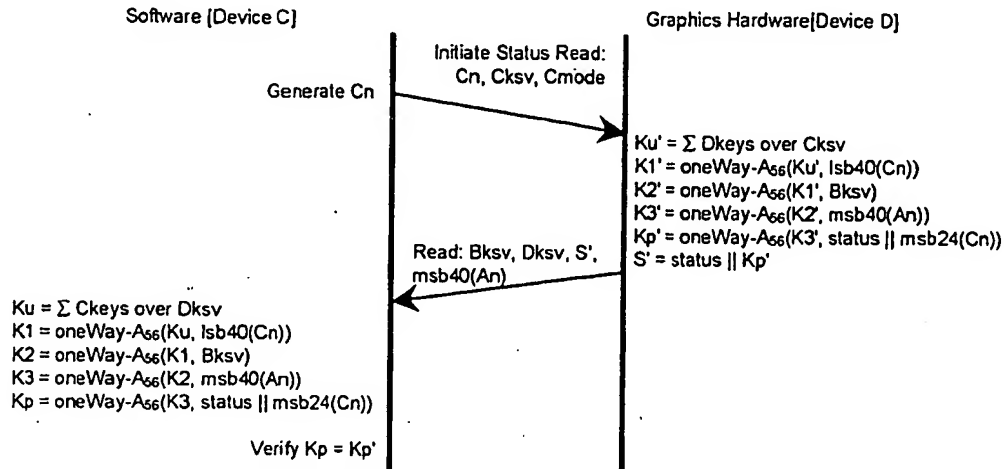 Software [Device C]
Graphics Hardware[Device D]
Initiate Status Read:
Cn, Cksv, Cmode
Generate Cn
Ku' = ∑ Dkeys over Cksv
K1' = oneWay-A56(Ku', lsb40(Cn))
K2' = oneWay-A56(K1', Bksv)
K3' = oneWay-A56(K2', msb40(An))
Kp' = oneWay-A56(K3', status || msb24(Cn))
S' = status || Kp'
Read: Bksv, Dksv, S',
msb40(An)
Ku = ∑ Ckeys over Dksv
K1 = oneWay-A56(Ku, lsb40(Cn))
K2 = oneWay-A56(K1, Bksv)
K3 = oneWay-A56(K2, msb40(An))
Kp = oneWay-A56(K3, status || msb24(Cn))
Verify Kp = Kp'